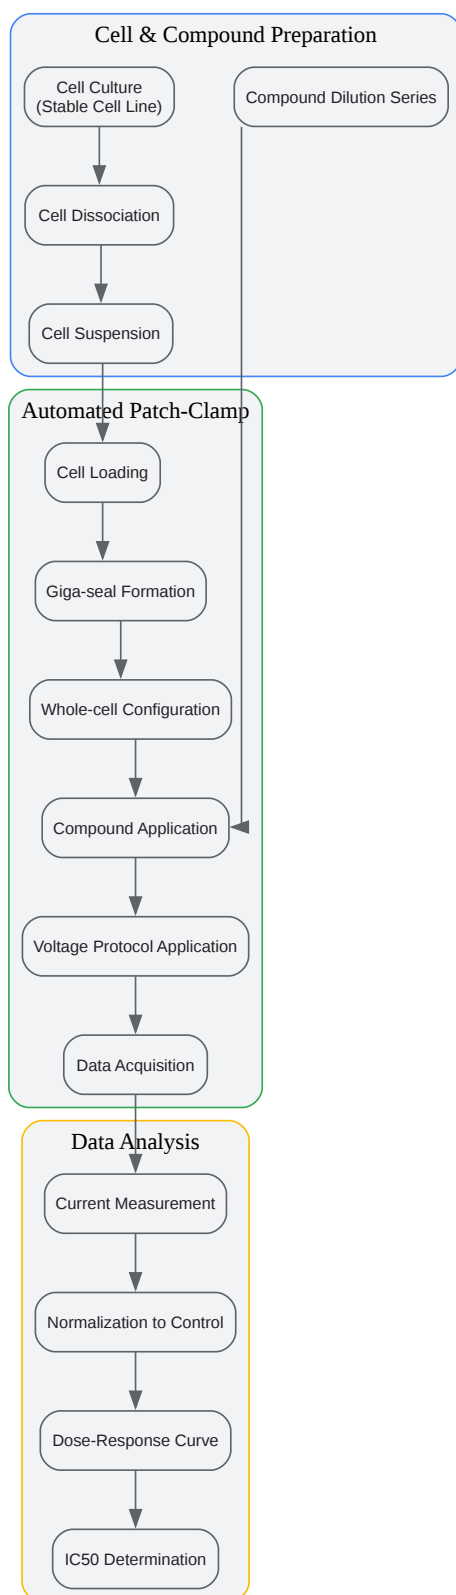 Cell & Compound Preparation
Cell Culture
(Stable Cell Line)
Compound Dilution Series
Cell Dissociation
Cell Suspension
Automated Patch-Clamp
Cell Loading
Giga-seal Formation
Whole-cell Configuration
Compound Application
Voltage Protocol Application
Data Acquisition
Data Analysis
Current Measurement
Normalization to Control
Dose-Response Curve
IC50 Determination